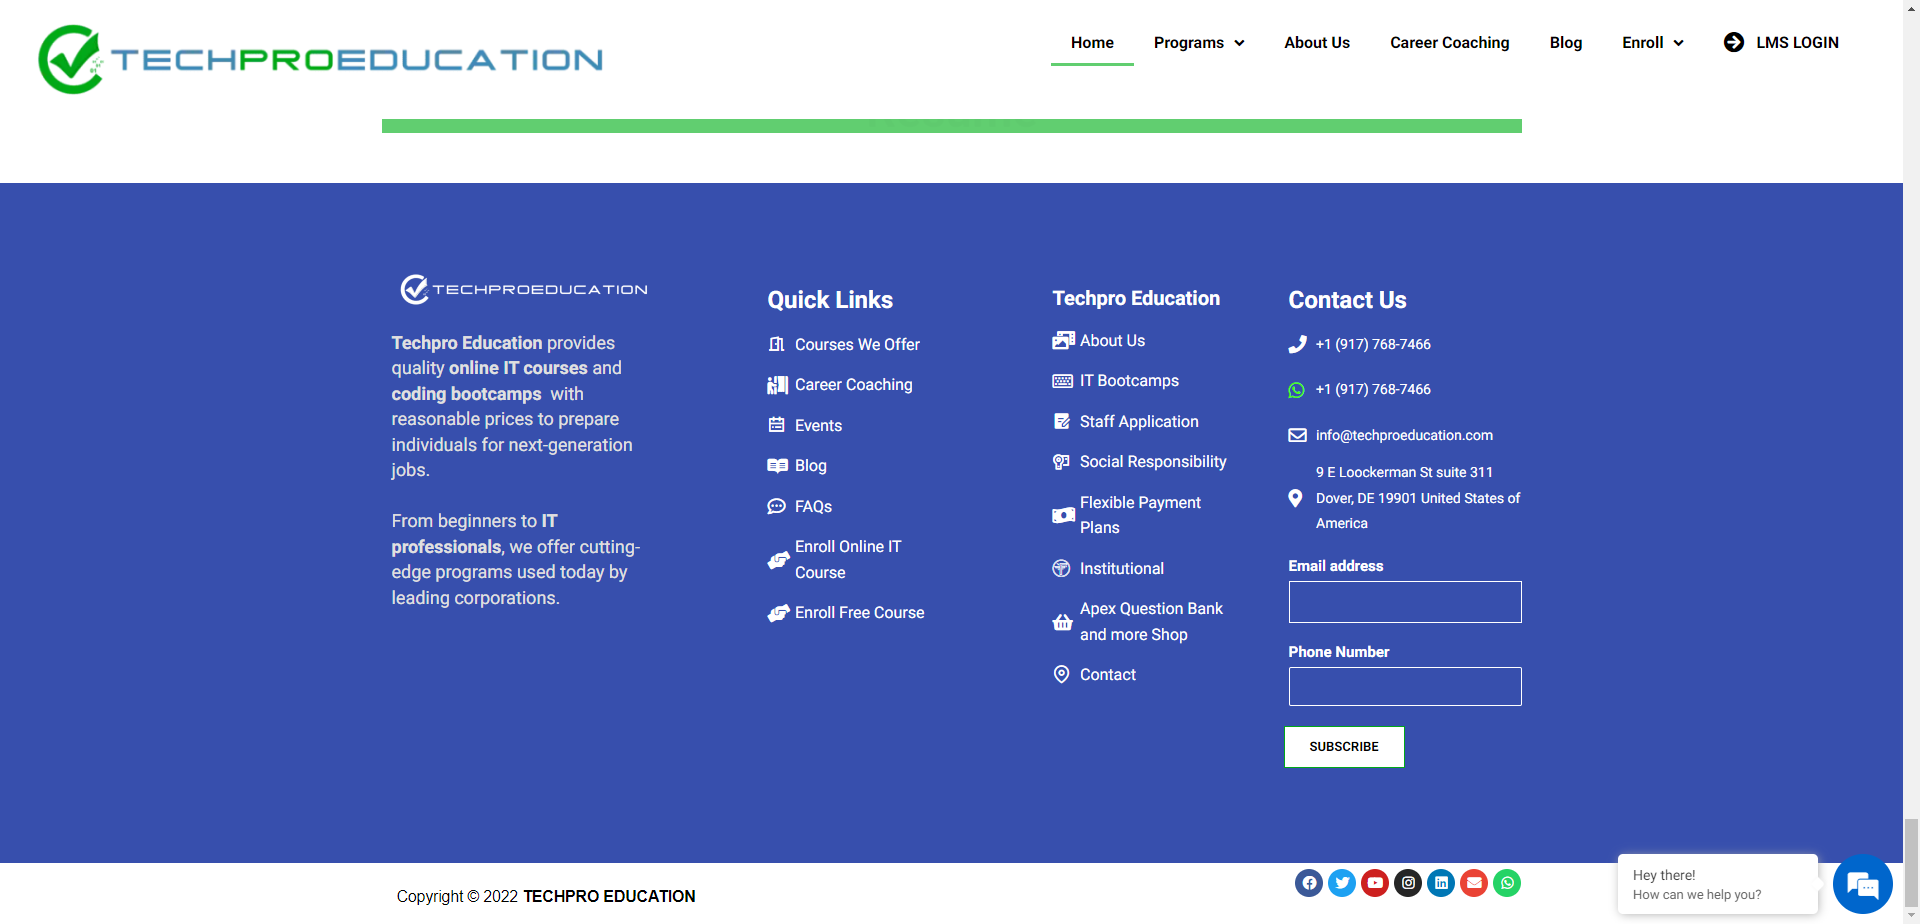 TECHPROEDUCATION
Home
Programs
About Us
Career Coaching
Blog
Enroll
LMS LOGIN
TECHPROEDUCATION
Techpro Education provides
quality online IT courses and
coding bootcamps with
reasonable prices to prepare
individuals for next-generation
jobs.
From beginners to IT
professionals, we offer cutting-
edge programs used today by
leading corporations.
Quick Links
Courses We Offer
Career Coaching
Events
Blog
FAQs
Enroll Online IT
Course
Enroll Free Course
Techpro Education
About Us
IT Bootcamps
Staff Application
Social Responsibility
Flexible Payment
Plans
Institutional
Apex Question Bank
and more Shop
Contact
Contact Us
+1 (917) 768-7466
+1 (917) 768-7466
info@techproeducation.com
9 E Loockerman St suite 311
Dover, DE 19901 United States of
America
Email address
Phone Number
SUBSCRIBE
Copyright © 2022 TECHPRO EDUCATION
Hey there!
How can we help you?